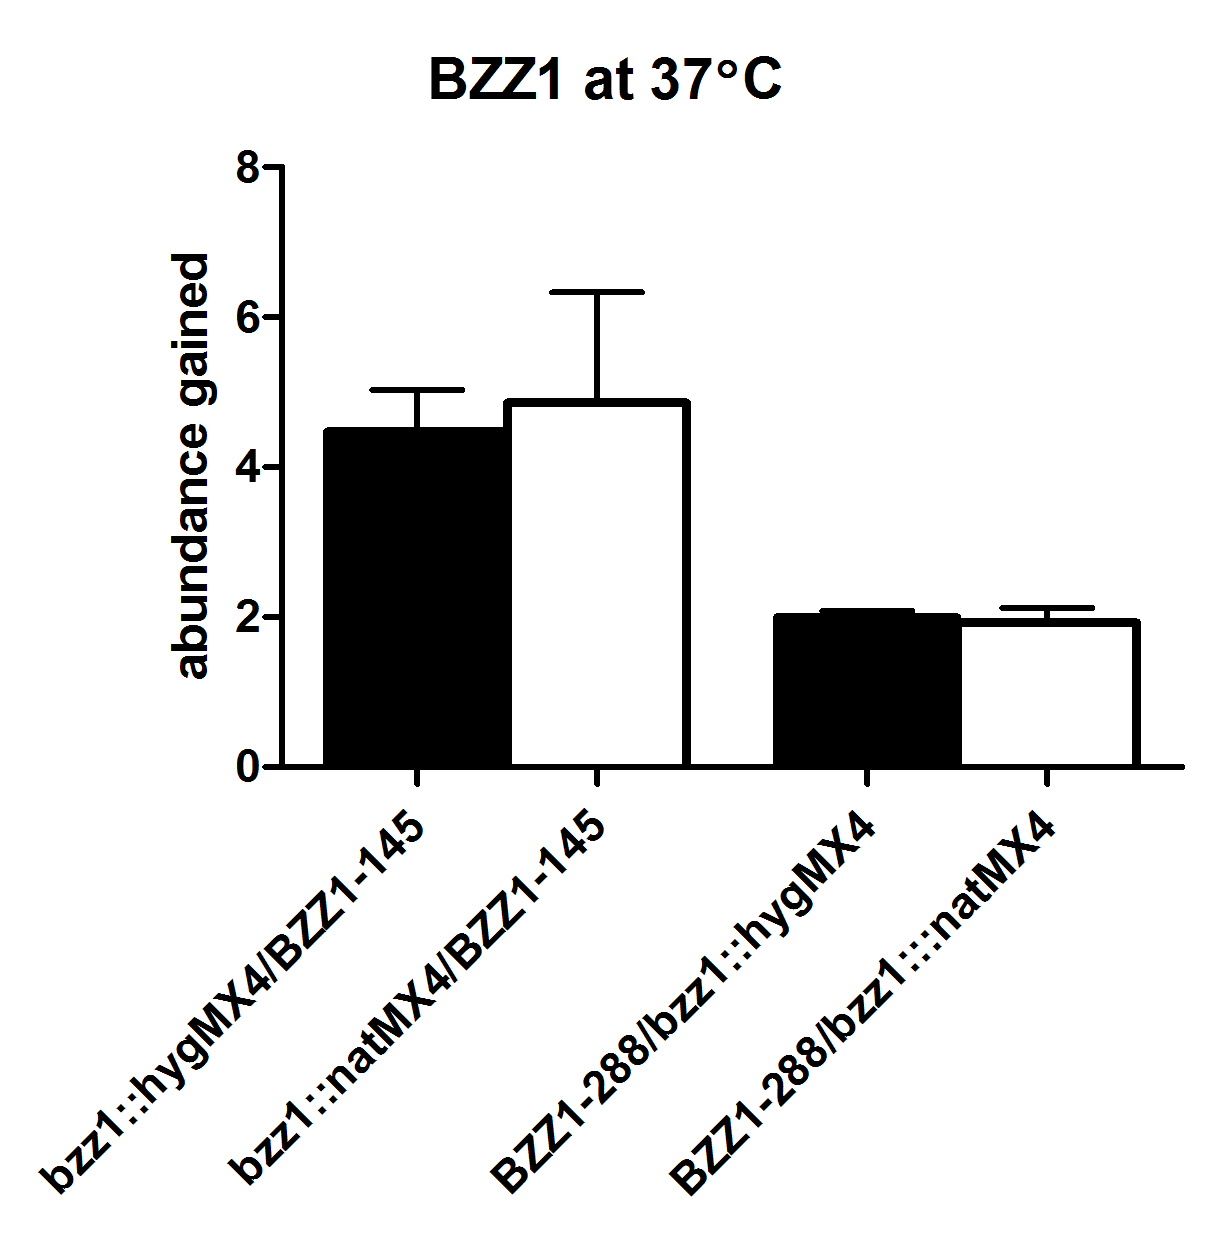 BZZ1 at 37°C
abundance gained
8
6
4
2
0
bzz1::hygMX4/BZZ1-145
bzz1::natMX4/BZZ1-145
BZZ1-288/bzz1::hygMX4
BZZ1-288/bzz1:::natMX4